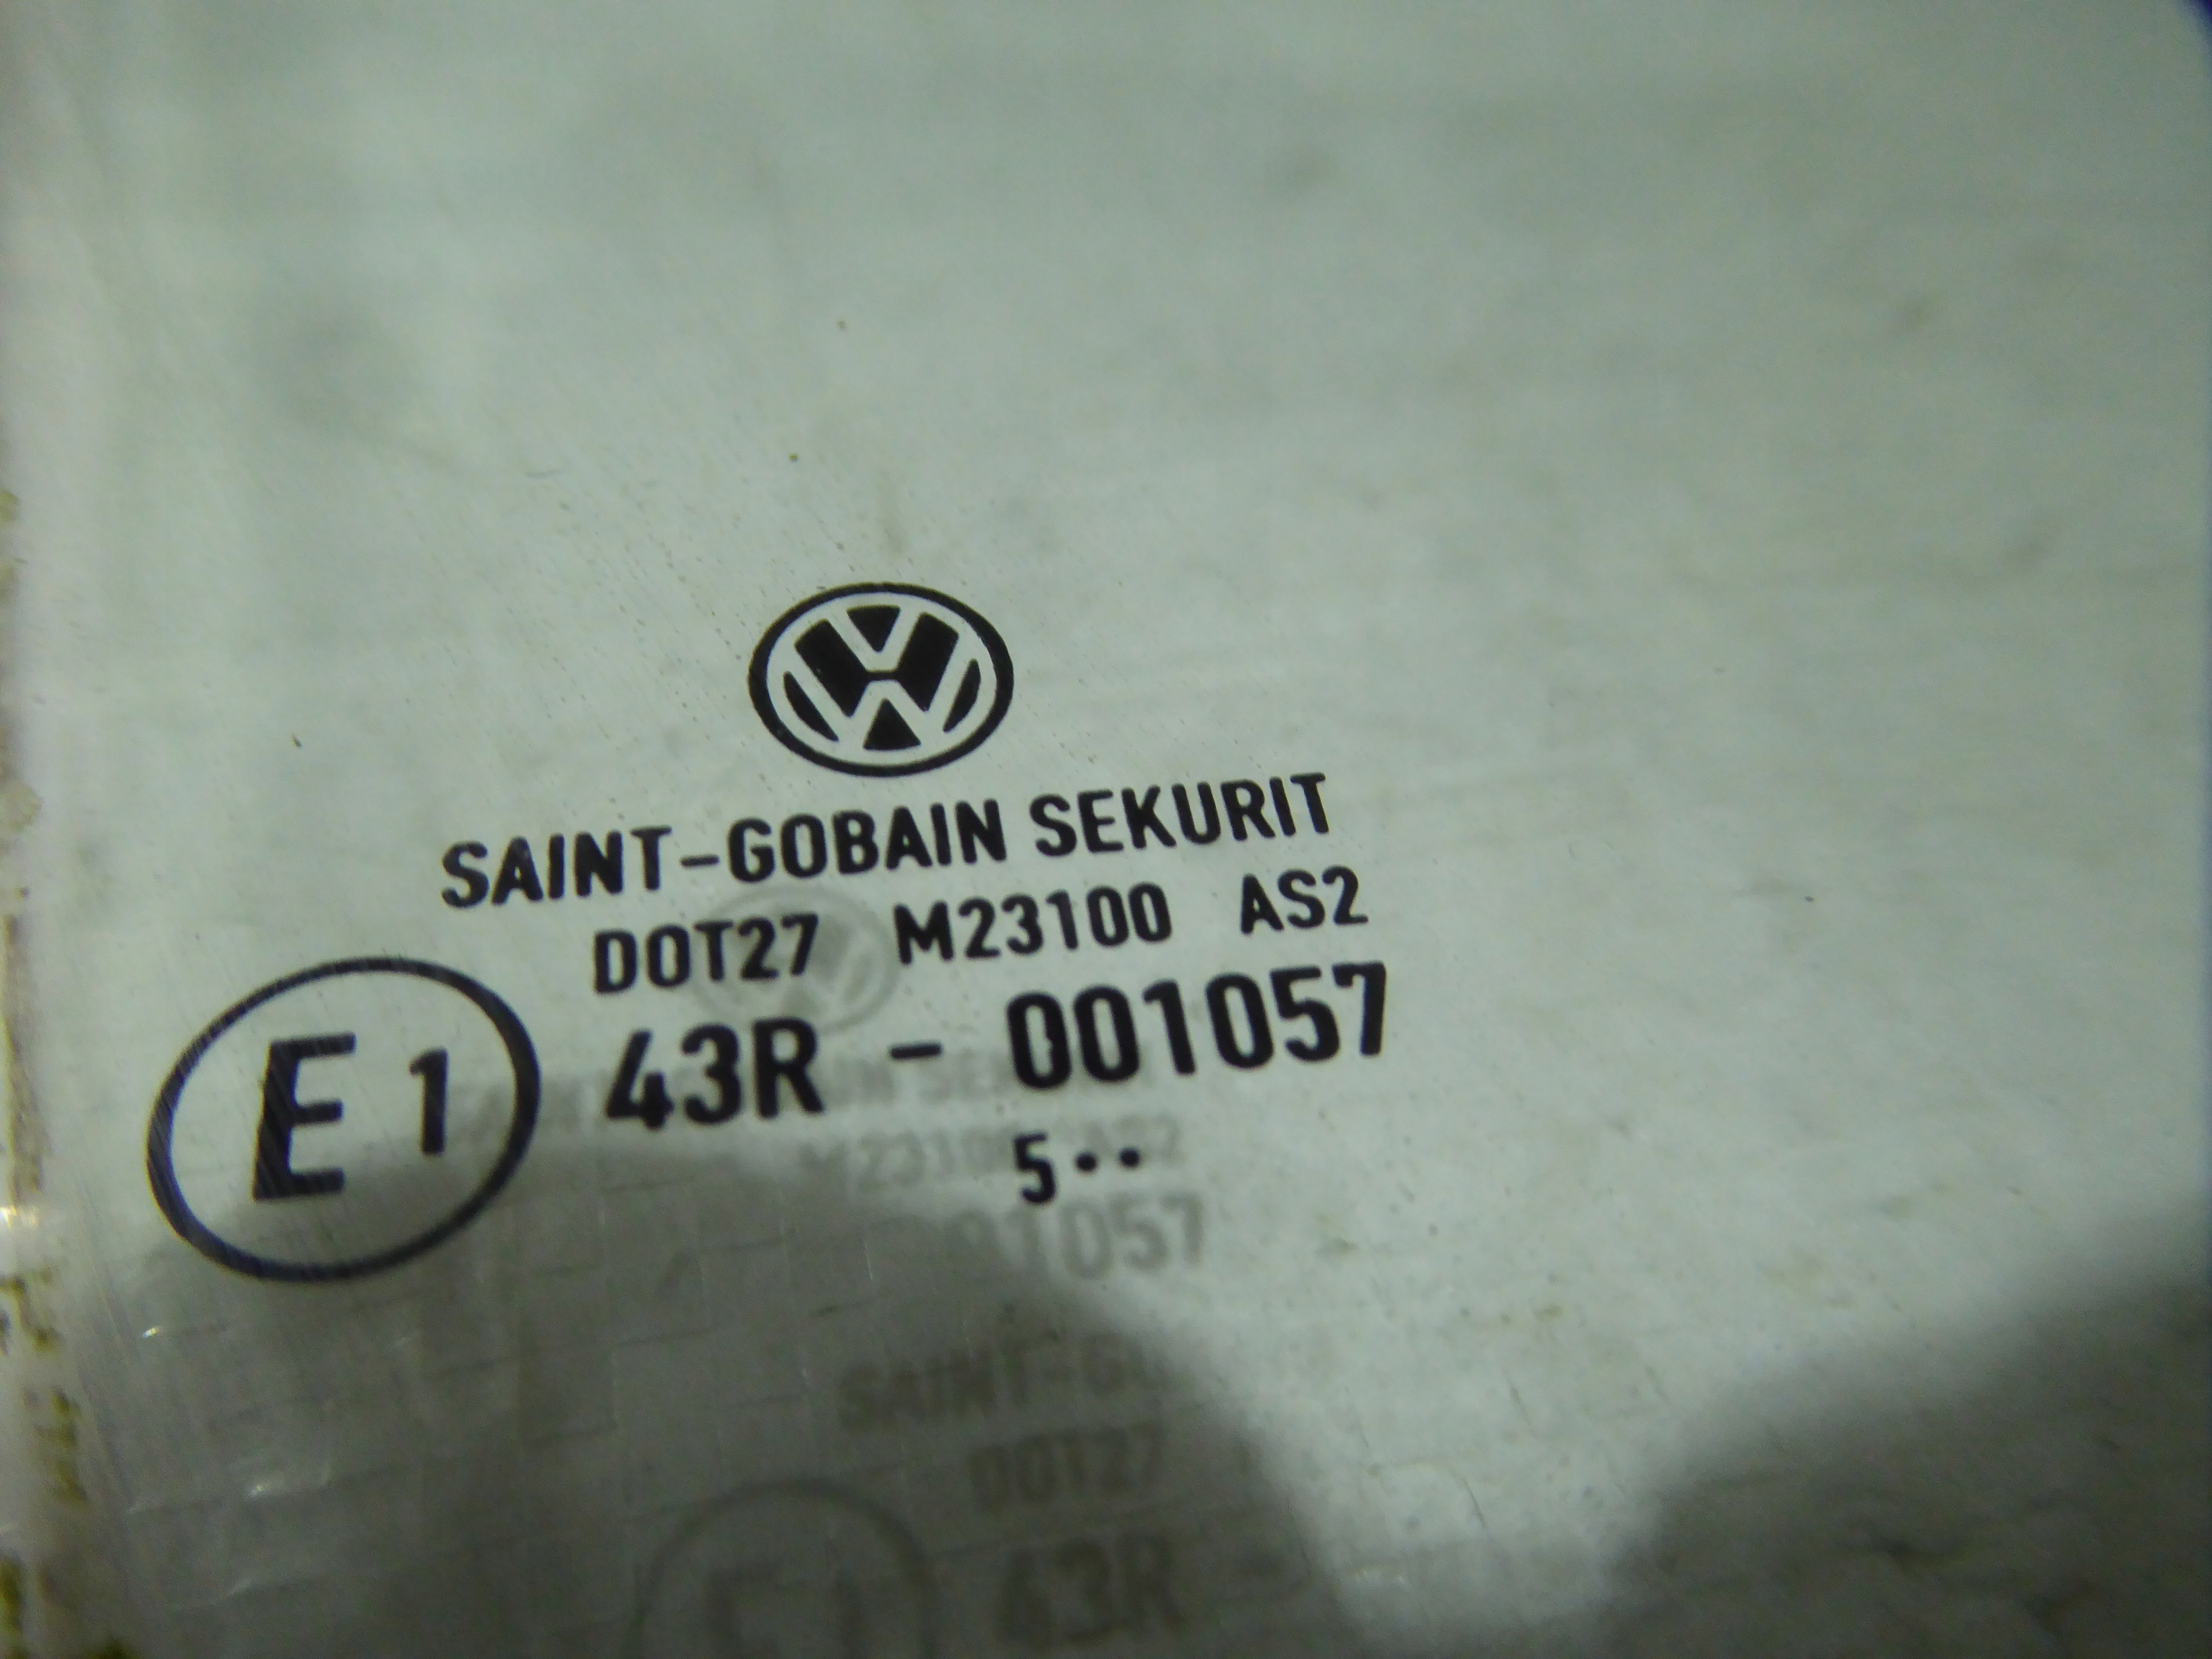 SAINT-GOBAIN SEKURIT
DOT27 M23100 AS2
E1 43R - 001057
5··